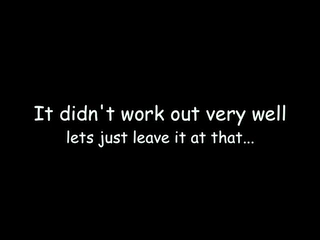 It didn't work out very well
lets just leave it at that...